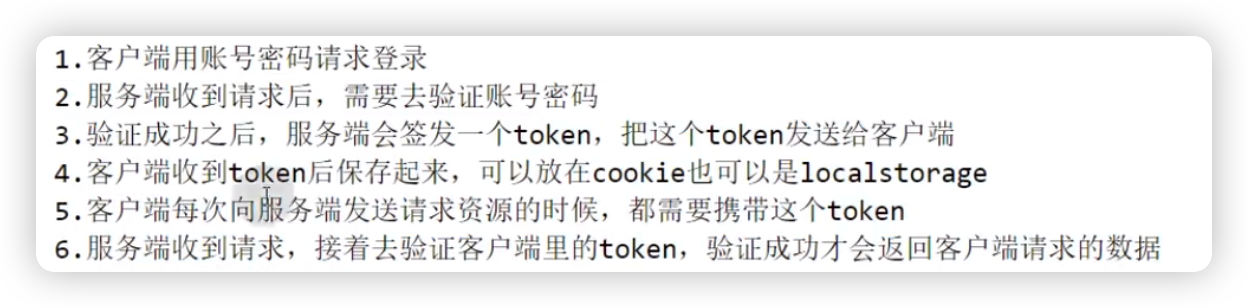 1.客户端用账号密码请求登录
2.服务端收到请求后，需要去验证账号密码
3.验证成功之后，服务端会签发一个token，把这个token发送给客户端
4.客户端收到token后保存起来，可以放在cookie也可以是localstorage
5.客户端每次向服务端发送请求资源的时候，都需要携带这个token
6.服务端收到请求，接着去验证客户端里的token，验证成功才会返回客户端请求的数据